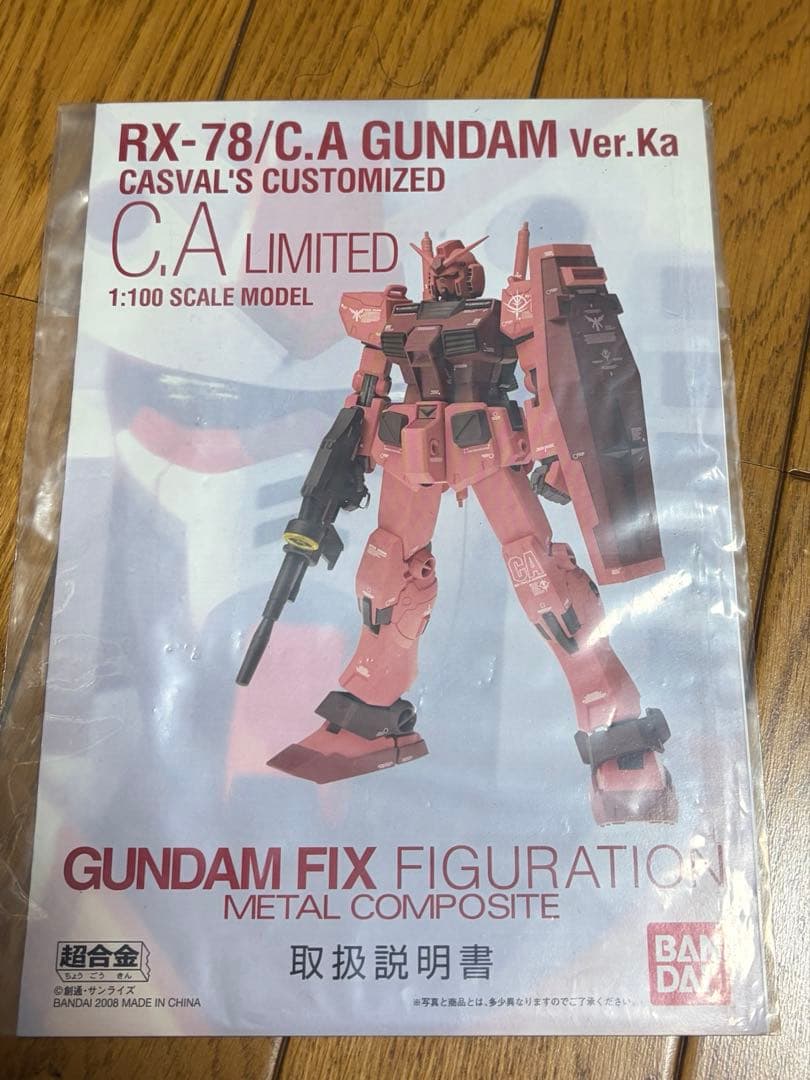 RX-78/C.A GUNDAM Ver.Ka
CASVAL'S CUSTOMIZED
C.A LIMITED
1:100 SCALE MODEL
CA
GUNDAM FIX FIGURATION
METAL COMPOSITE
超合金
ちょうごうきん
取扱説明書
BAN
DAI
©創通・サンライズ
BANDAI 2008 MADE IN CHINA
※写真と商品とは、多少異なりますのでご了承ください。